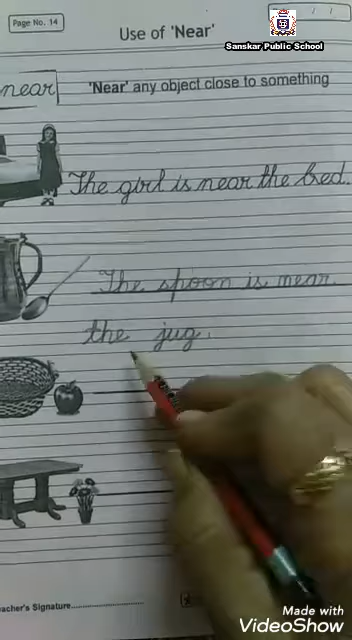 Page No. 14
Use of 'Near'
Sanskar Public School
near
'Near' any object close to something
The girl is near the bed.
The spoon is near
the jug.
eacher's Signature
Made with
VideoShow